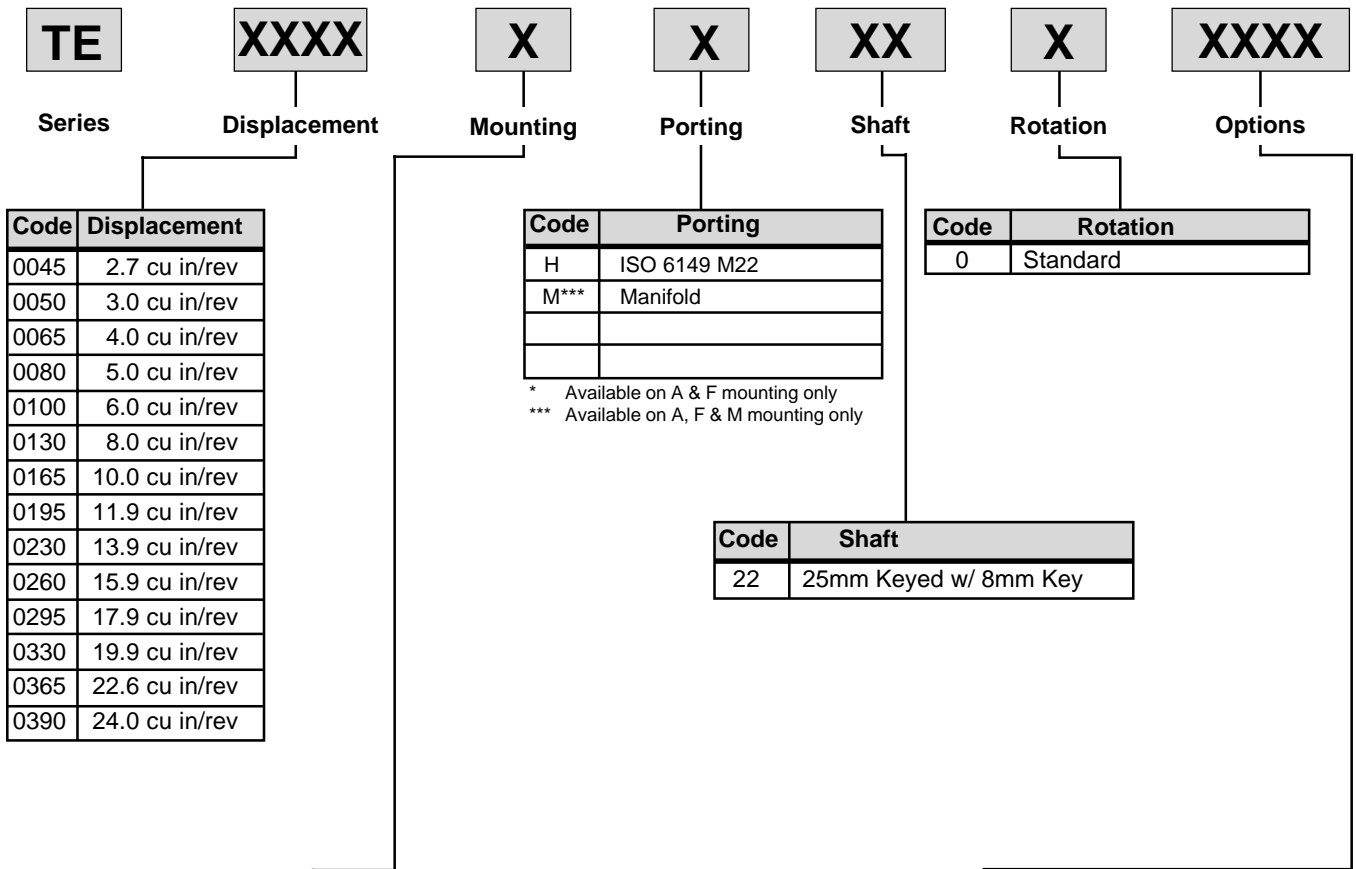 TE XXXX X X XX X XXXX
Series Displacement Mounting Porting Shaft Rotation Options
Code Displacement
0045 2.7 cu in/rev
0050 3.0 cu in/rev
0065 4.0 cu in/rev
0080 5.0 cu in/rev
0100 6.0 cu in/rev
0130 8.0 cu in/rev
0165 10.0 cu in/rev
0195 11.9 cu in/rev
0230 13.9 cu in/rev
0260 15.9 cu in/rev
0295 17.9 cu in/rev
0330 19.9 cu in/rev
0365 22.6 cu in/rev
0390 24.0 cu in/rev
Code Porting
H ISO 6149 M22
M*** Manifold
* Available on A & F mounting only
*** Available on A, F & M mounting only
Code Rotation
0 Standard
Code Shaft
22 25mm Keyed w/ 8mm Key